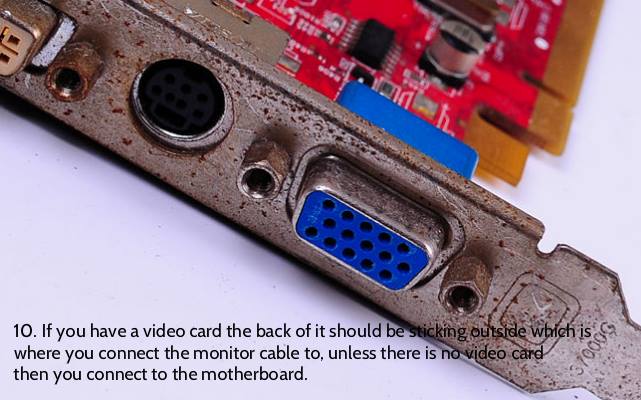 10. If you have a video card the back of it should be sticking outside which is
where you connect the monitor cable to, unless there is no video card
then you connect to the motherboard.